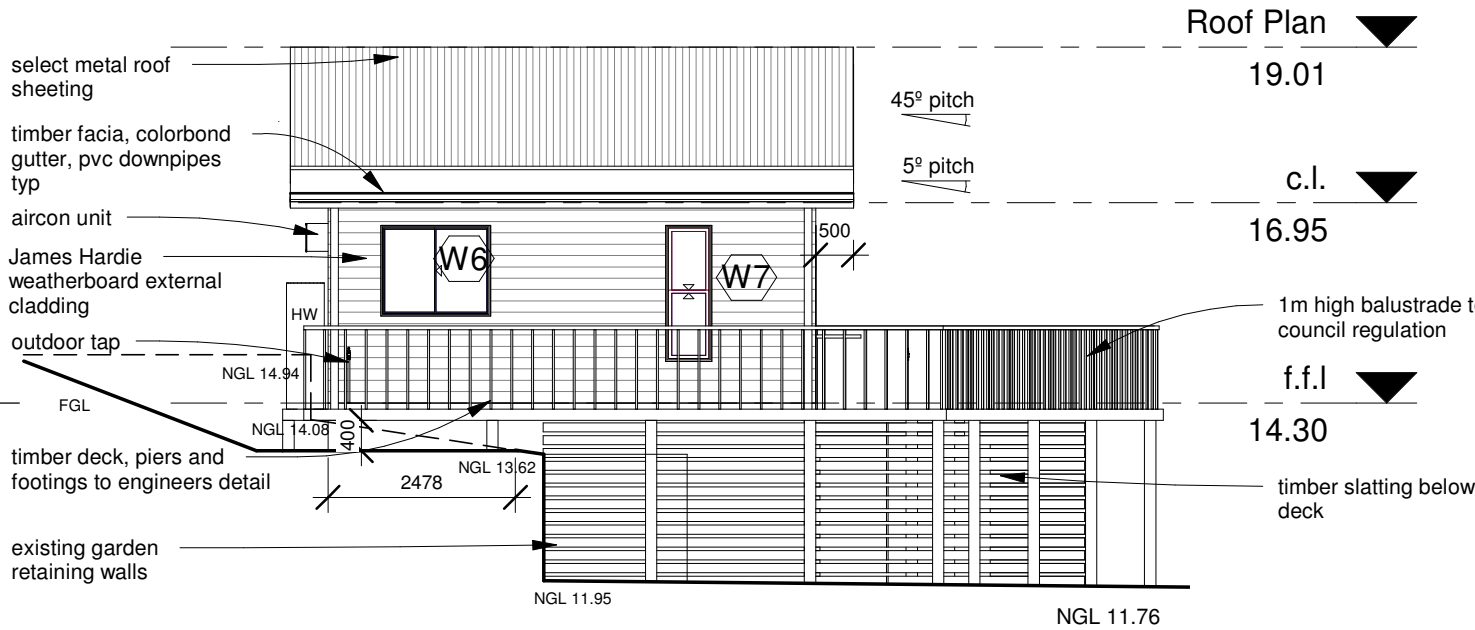 Roof Plan
19.01
select metal roof
sheeting
45º pitch
timber facia, colorbond
gutter, pvc downpipes
typ
5º pitch
c.l.
16.95
aircon unit
500
W6
W7
James Hardie
weatherboard external
cladding
HW
1m high balustrade t
council regulation
outdoor tap
NGL 14.94
f.f.l
14.30
FGL
NGL 14.08
400
timber deck, piers and
footings to engineers detail
NGL 13.62
2478
timber slatting below
deck
existing garden
retaining walls
NGL 11.95
NGL 11.76